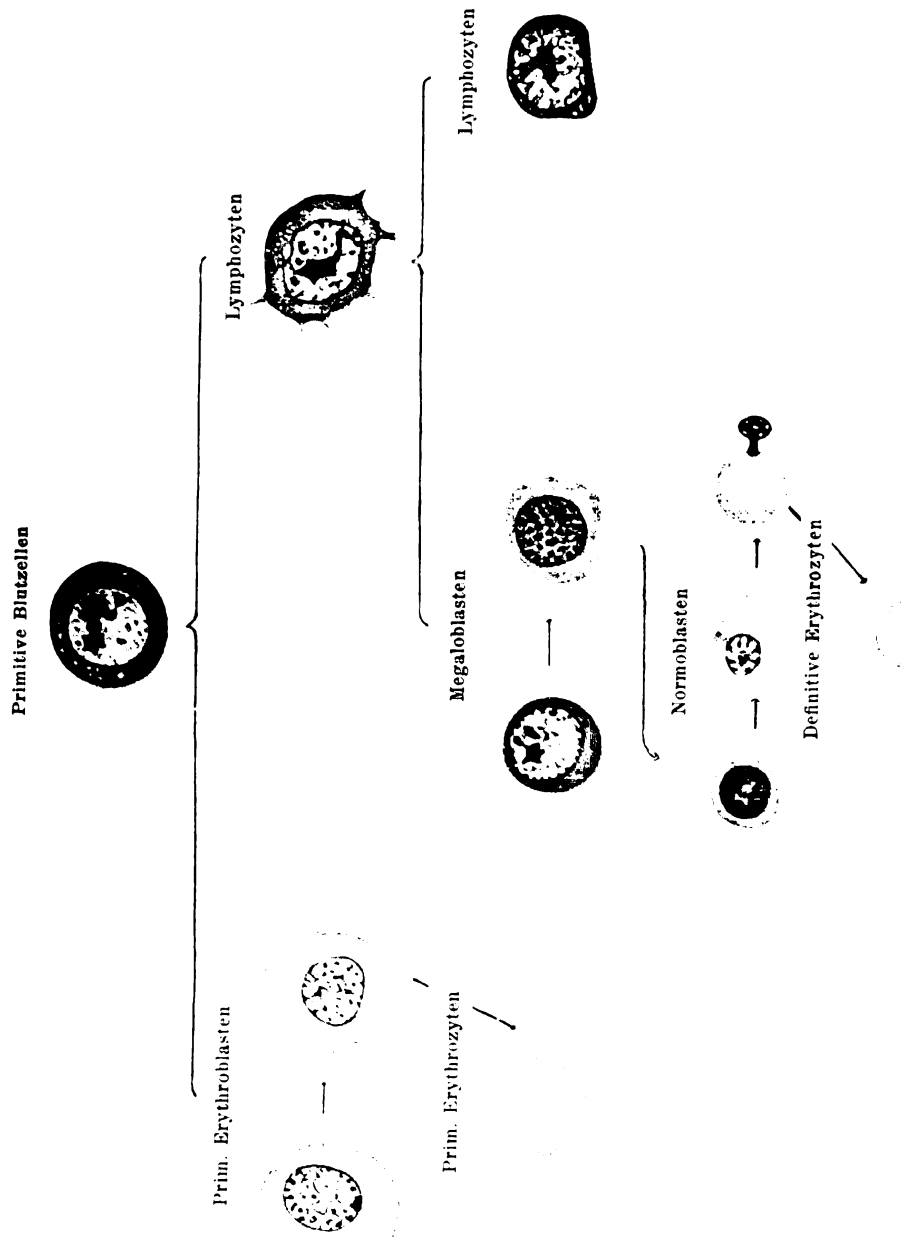 Primitive Blutzellen
Prim. Erythroblasten
Lymphozyten
Prim. Erythrozyten
Megaloblasten
Lymphozyten
Normoblasten
Definitive Erythrozyten